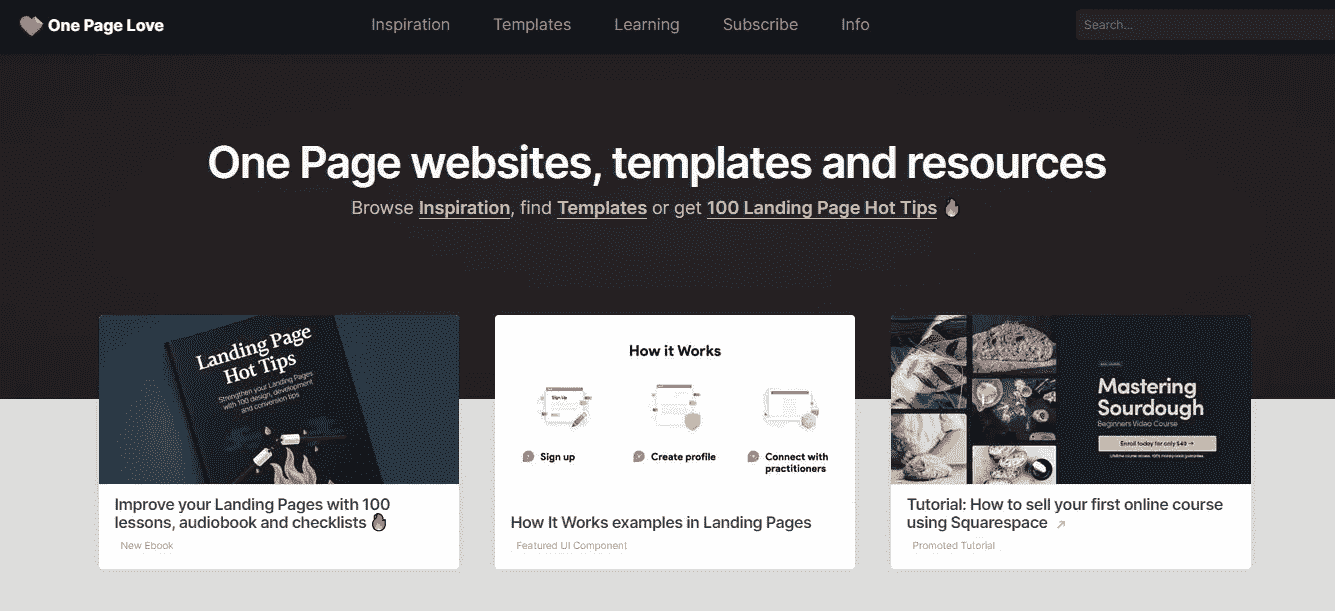 One Page Love
Inspiration
Templates
Learning
Subscribe
Info
Search...
One Page websites, templates and resources
Browse Inspiration, find Templates or get 100 Landing Page Hot Tips
Landing Page
Hot Tips
Strengthen your Landing Pages
with 100 design, development
and conversion tips
Improve your Landing Pages with 100
lessons, audiobook and checklists
New Ebook
How it Works
Sign Up
Sign up
Create profile
Connect with
practitioners
How It Works examples in Landing Pages
Featured UI Component
Mastering
Sourdough
Beginners Video Course
Enroll today for only $49 →
Tutorial: How to sell your first online course
using Squarespace ↗
Promoted Tutorial